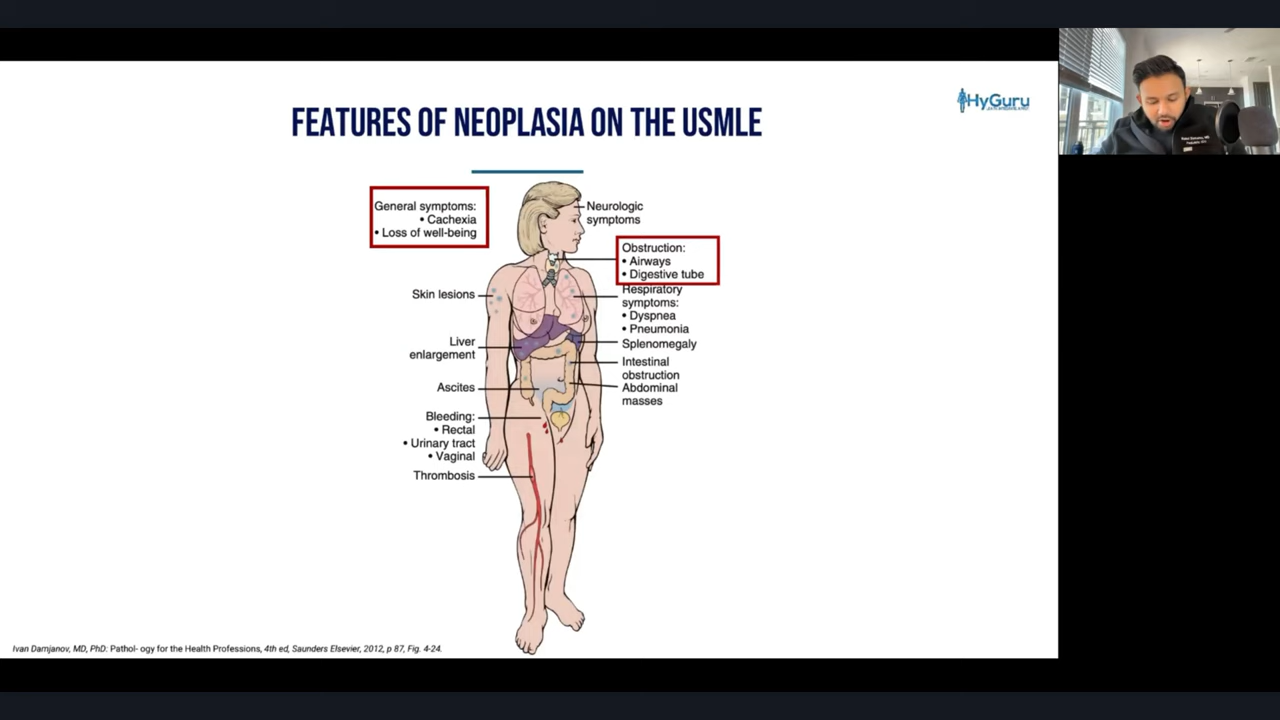 HyGuru
FEATURES OF NEOPLASIA ON THE USMLE
General symptoms:
• Cachexia
• Loss of well-being
Neurologic
symptoms
Obstruction:
• Airways
• Digestive tube
Skin lesions
Respiratory
symptoms:
• Dyspnea
• Pneumonia
Liver
enlargement
Splenomegaly
Intestinal
obstruction
Ascites
Abdominal
masses
Bleeding:
• Rectal
• Urinary tract
• Vaginal
Thrombosis
Ivan Damjanov, MD, PhD: Pathol- ogy for the Health Professions, 4th ed, Saunders Elsevier, 2012, p 87, Fig. 4-24.